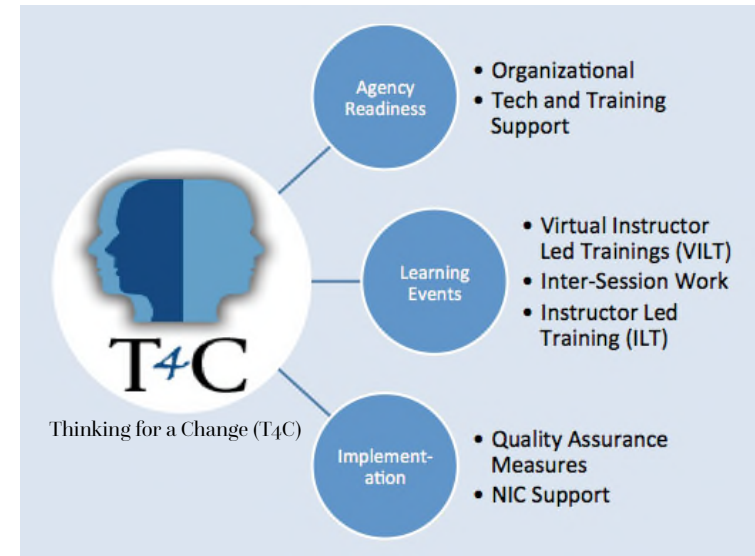 Agency
Readiness
• Organizational
• Tech and Training
Support
T4C
Thinking for a Change (T4C)
Learning
Events
• Virtual Instructor
Led Trainings (VILT)
• Inter-Session Work
• Instructor Led
Training (ILT)
Implement-
ation
• Quality Assurance
Measures
• NIC Support